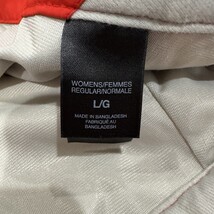 WOMENS/FEMMES
REGULAR/NORMALE
L/G
MADE IN BANGLADESH
FABRIQUÉ AU
BANGLADESH